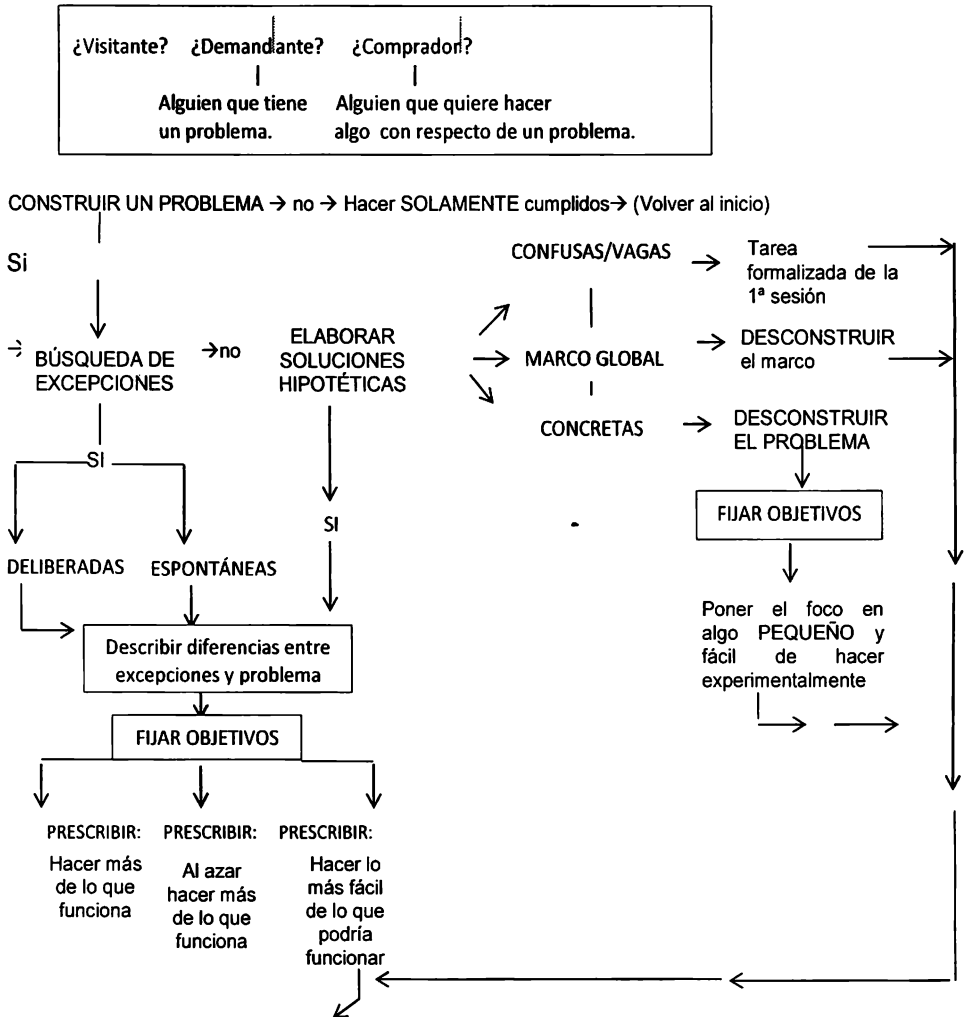 ¿Visitante? ¿Demandante? ¿Comprador?
Alguien que tiene
un problema.
Alguien que quiere hacer
algo con respecto de un problema.
CONSTRUIR UN PROBLEMA → no → Hacer SOLAMENTE cumplidos→ (Volver al inicio)
Si
BÚSQUEDA DE
EXCEPCIONES
→no
ELABORAR
SOLUCIONES
HIPOTÉTICAS
CONFUSAS/VAGAS
Tarea
formalizada de la
1ª sesión
MARCO GLOBAL
DESCONSTRUIR
el marco
CONCRETAS
DESCONSTRUIR
EL PROBLEMA
FIJAR OBJETIVOS
Poner el foco en
algo PEQUEÑO y
fácil de hacer
experimentalmente
SI
SI
DELIBERADAS
ESPONTÁNEAS
Describir diferencias entre
excepciones y problema
FIJAR OBJETIVOS
PRESCRIBIR:
Hacer más
de lo que
funciona
PRESCRIBIR:
Al azar
hacer más
de lo que
funciona
PRESCRIBIR:
Hacer lo
más fácil
de lo que
podría
funcionar